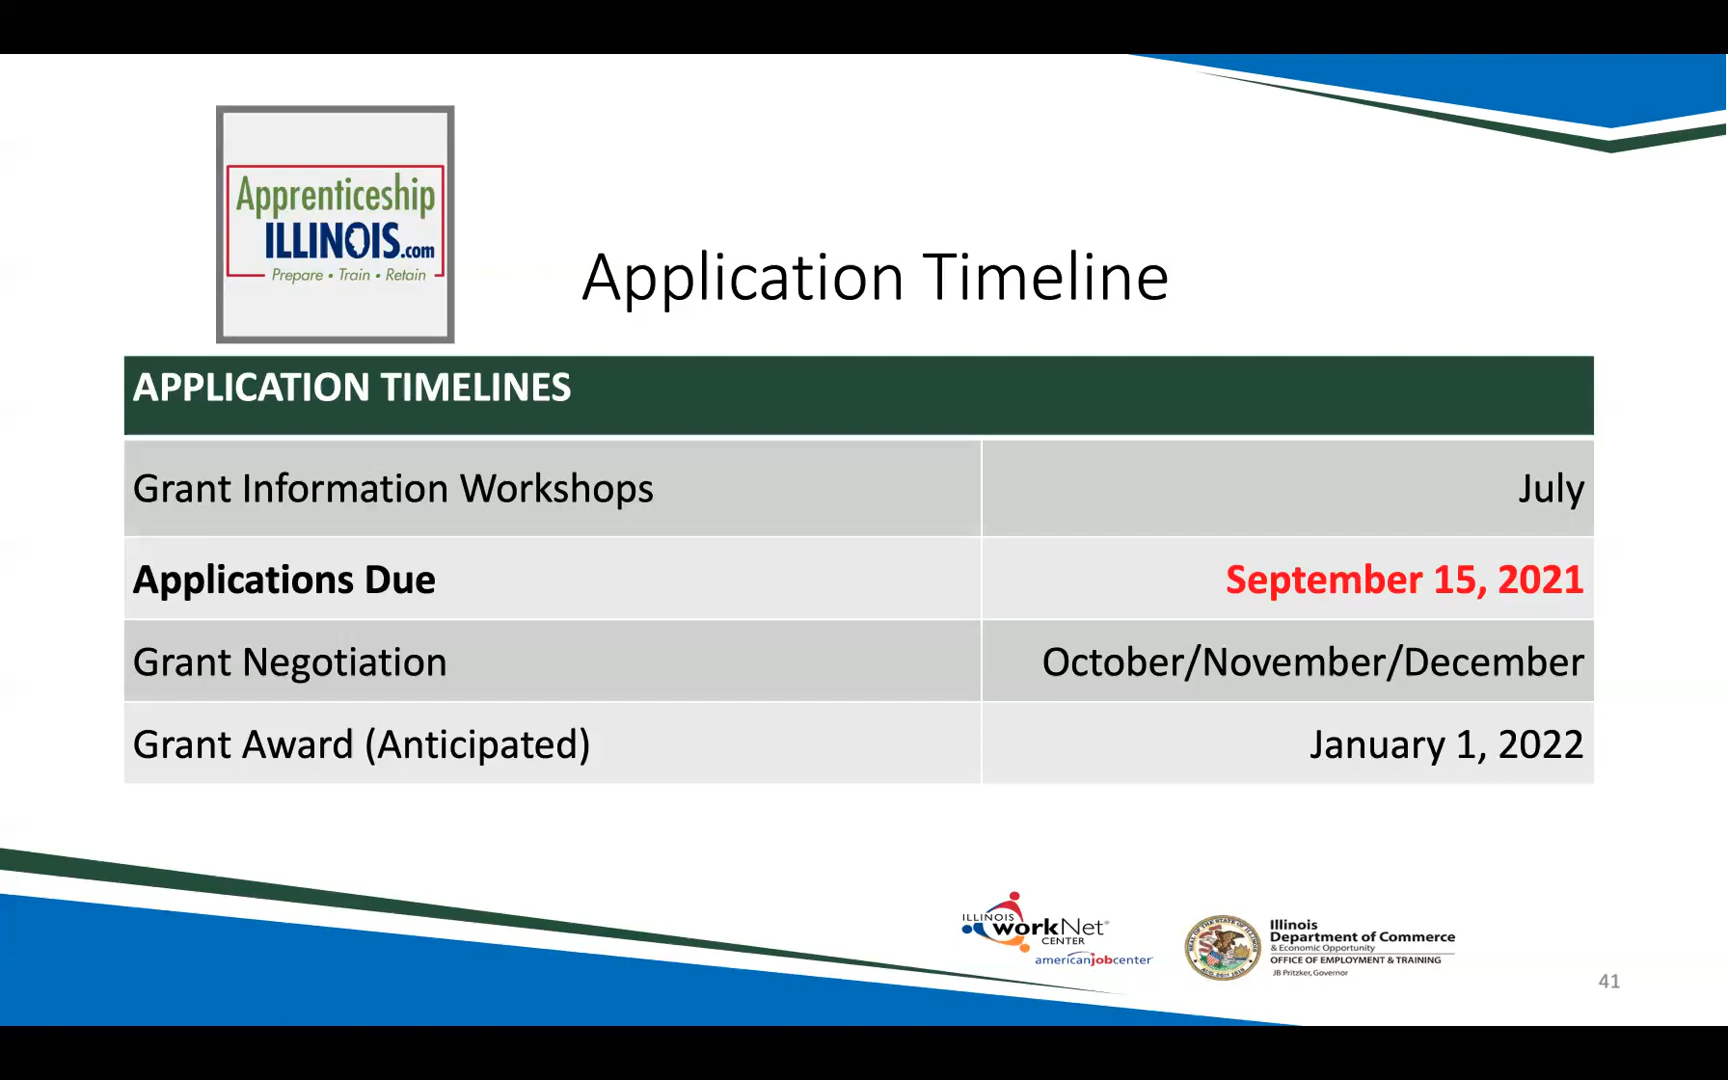 Apprenticeship
ILLINOIS.com
Prepare • Train • Retain
Application Timeline
APPLICATION TIMELINES
Grant Information Workshops July
Applications Due September 15, 2021
Grant Negotiation October/November/December
Grant Award (Anticipated) January 1, 2022
ILLINOIS
workNet®
CENTER
americanjobcenter
Illinois
Department of Commerce
& Economic Opportunity
OFFICE OF EMPLOYMENT & TRAINING
JB Pritzker, Governor
41